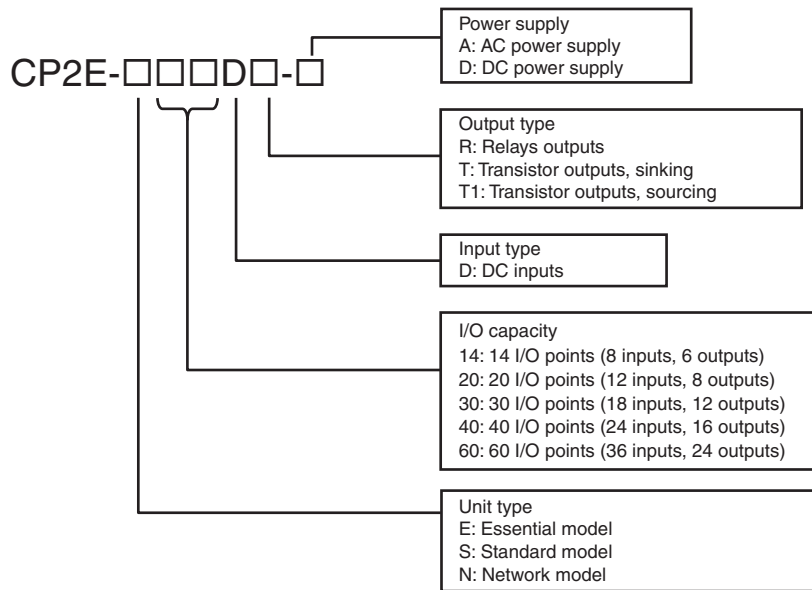 CP2E-□□□D□-□
Power supply
A: AC power supply
D: DC power supply
Output type
R: Relays outputs
T: Transistor outputs, sinking
T1: Transistor outputs, sourcing
Input type
D: DC inputs
I/O capacity
14: 14 I/O points (8 inputs, 6 outputs)
20: 20 I/O points (12 inputs, 8 outputs)
30: 30 I/O points (18 inputs, 12 outputs)
40: 40 I/O points (24 inputs, 16 outputs)
60: 60 I/O points (36 inputs, 24 outputs)
Unit type
E: Essential model
S: Standard model
N: Network model